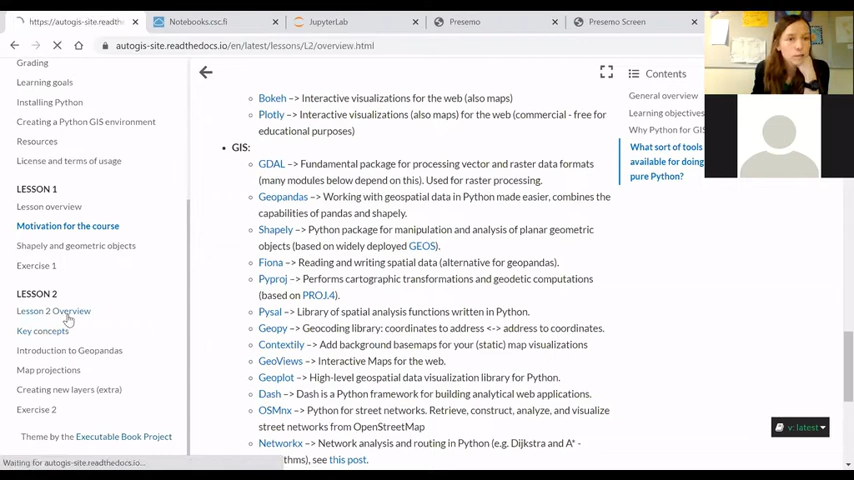 https://autogis-site.readthedocs.i
Notebooks.csc.fi
JupyterLab
Presemo
Presemo Screen
autogis-site.readthedocs.io/en/latest/lessons/L2/overview.html
Grading
Learning goals
Installing Python
Creating a Python GIS environment
Resources
License and terms of usage
LESSON 1
Lesson overview
Motivation for the course
Shapely and geometric objects
Exercise 1
LESSON 2
Lesson 2 Overview
Key concepts
Introduction to Geopandas
Map projections
Creating new layers (extra)
Exercise 2
Theme by the Executable Book Project
Waiting for autogis-site.readthedocs.io...
Bokeh –> Interactive visualizations for the web (also maps)
Plotly –> Interactive visualizations (also maps) for the web (commercial - free for
educational purposes)
GIS:
GDAL –> Fundamental package for processing vector and raster data formats
(many modules below depend on this). Used for raster processing.
Geopandas –> Working with geospatial data in Python made easier, combines the
capabilities of pandas and shapely.
Shapely –> Python package for manipulation and analysis of planar geometric
objects (based on widely deployed GEOS).
Fiona –> Reading and writing spatial data (alternative for geopandas).
Pyproj –> Performs cartographic transformations and geodetic computations
(based on PROJ.4).
Pysal –> Library of spatial analysis functions written in Python.
Geopy –> Geocoding library: coordinates to address <-> address to coordinates.
Contextily –> Add background basemaps for your (static) map visualizations
GeoViews –> Interactive Maps for the web.
Geoplot –> High-level geospatial data visualization library for Python.
Dash –> Dash is a Python framework for building analytical web applications.
OSMnx –> Python for street networks. Retrieve, construct, analyze, and visualize
street networks from OpenStreetMap
Networkx –> Network analysis and routing in Python (e.g. Dijkstra and A* -
thms), see this post.
Contents
General overview
Learning objectives
Why Python for GIS
What sort of tools
available for doing
pure Python?
v: latest